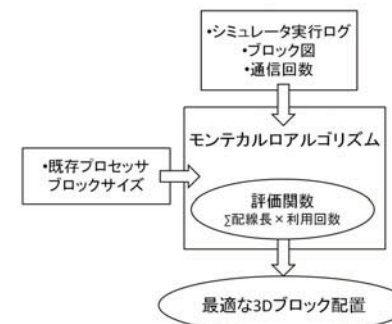 •シミュレータ実行ログ
•ブロック図
•通信回数
モンテカルロアルゴリズム
•既存プロセッサ
ブロックサイズ
評価関数
∑配線長×利用回数
最適な3Dブロック配置